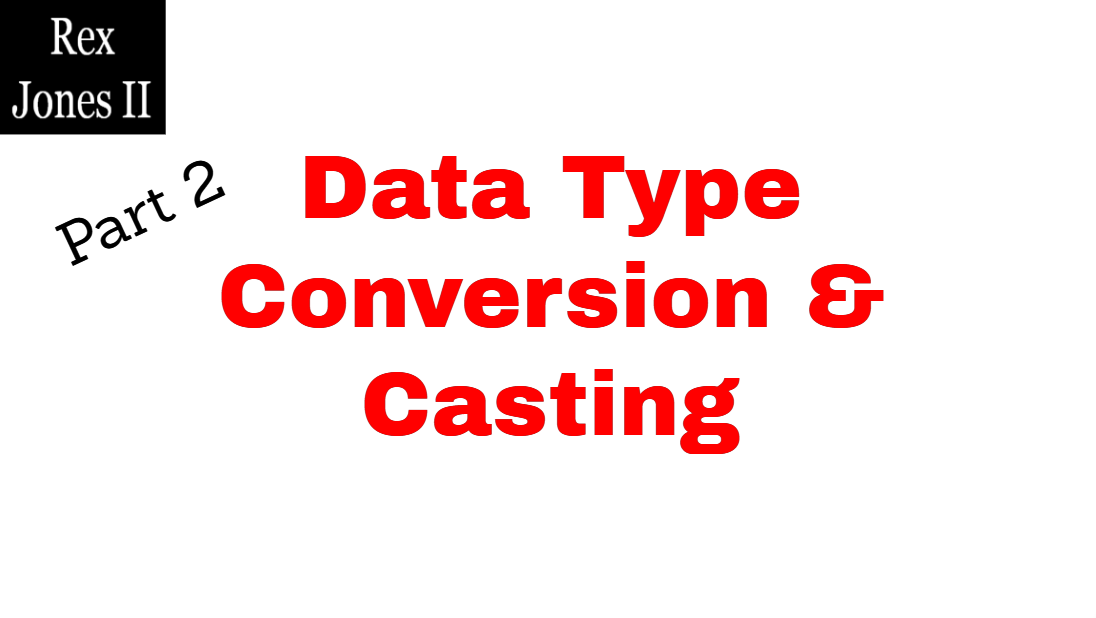 Rex
Jones II
Part 2
Data Type
Conversion &
Casting